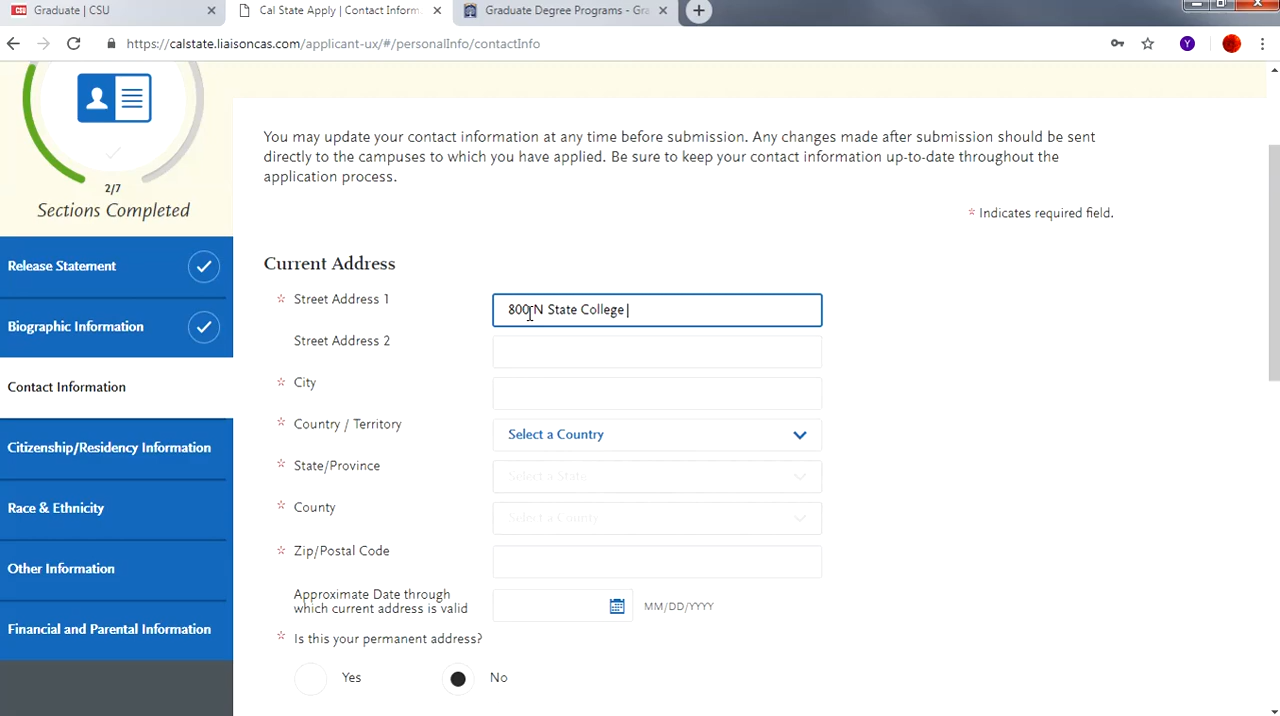 CSU
Graduate | CSU
Cal State Apply | Contact Inform
Graduate Degree Programs - Gra
https://calstate.liaisoncas.com/applicant-ux/#/personalInfo/contactInfo
Y
2/7
Sections Completed
Release Statement
Biographic Information
Contact Information
Citizenship/Residency Information
Race & Ethnicity
Other Information
Financial and Parental Information
You may update your contact information at any time before submission. Any changes made after submission should be sent
directly to the campuses to which you have applied. Be sure to keep your contact information up-to-date throughout the
application process.
* Indicates required field.
Current Address
* Street Address 1
800 N State College
Street Address 2
* City
* Country / Territory
Select a Country
* State/Province
Select a State
* County
Select a County
* Zip/Postal Code
Approximate Date through
which current address is valid
MM/DD/YYYY
* Is this your permanent address?
Yes
No